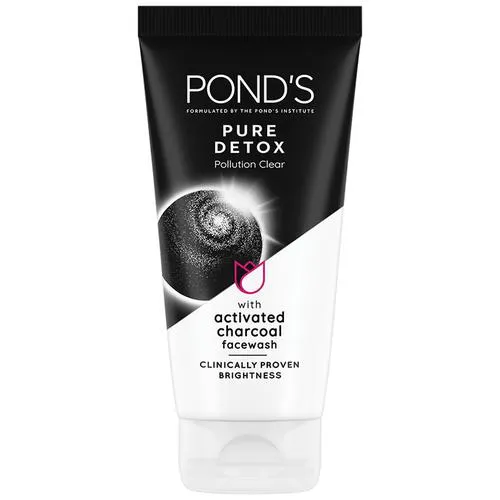 POND'S
FORMULATED BY THE POND'S INSTITUTE
PURE
DETOX
Pollution Clear
with
activated
charcoal
facewash
CLINICALLY PROVEN
BRIGHTNESS